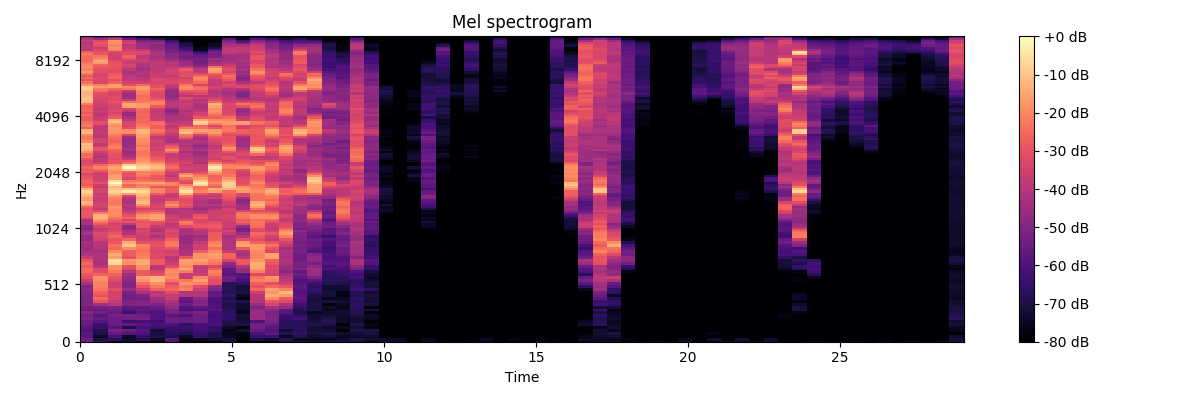 Mel spectrogram
8192
4096
2048
1024
512
0
Hz
0 5 10 15 20 25
Time
+0 dB
-10 dB
-20 dB
-30 dB
-40 dB
-50 dB
-60 dB
-70 dB
-80 dB